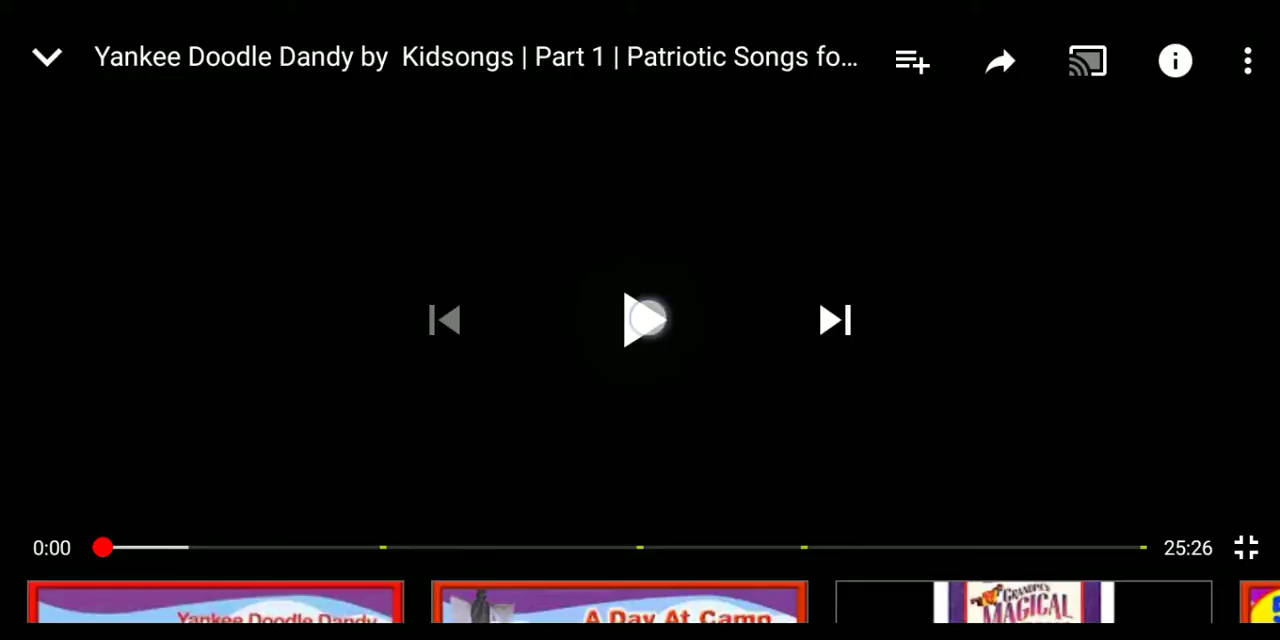 Yankee Doodle Dandy by  Kidsongs | Part 1 | Patriotic Songs fo...
0:00
25:26
Yankee Doodle Dandy
A Day At Camp
GRANDPA'S
MAGICAL